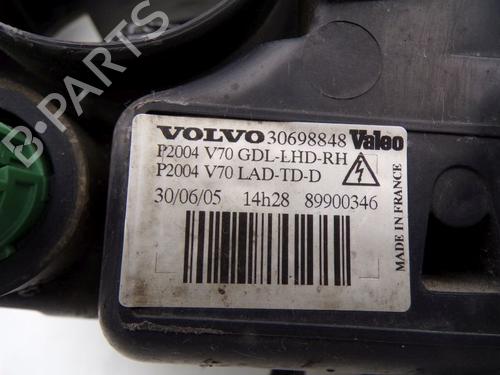 VOLVO 30698848 Valeo
P2004 V70 GDL-LHD-RH
P2004 V70 LAD-TD-D
30/06/05 14h28 89900346
MADE IN FRANCE
B-PARTS